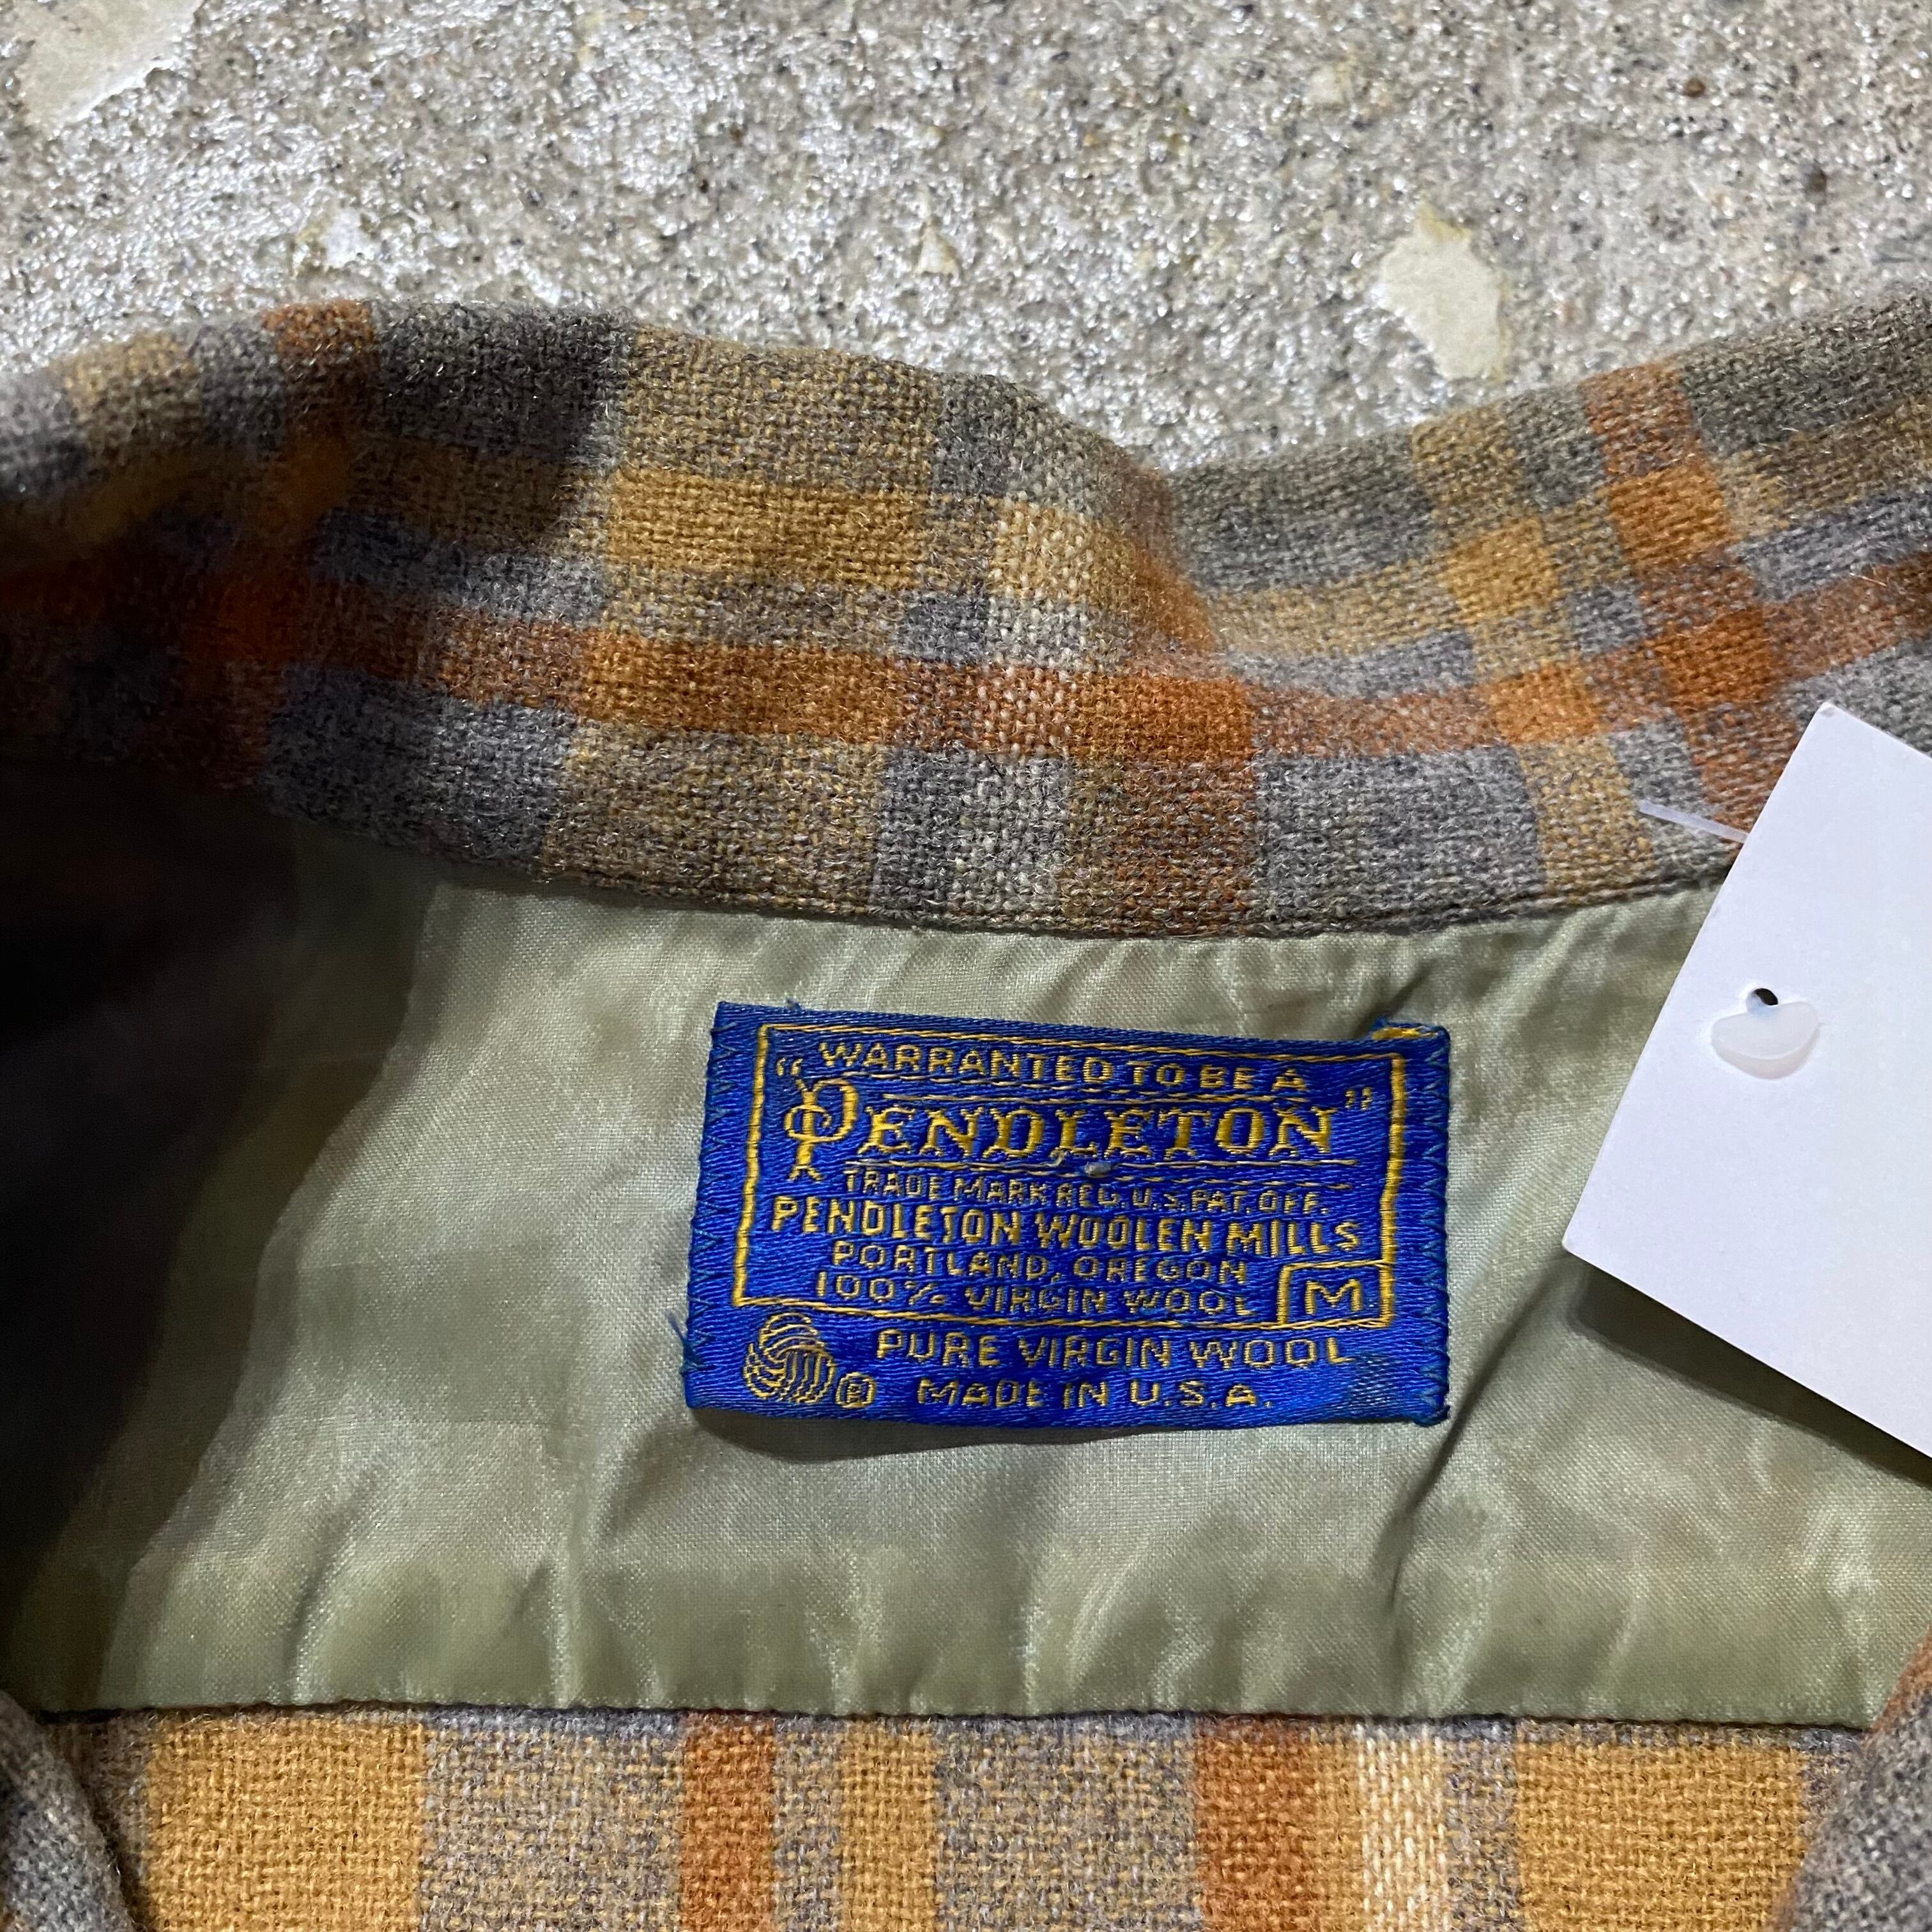 "WARRANTED TO BE A
PENDLETON"
TRADE MARK REG. U.S. PAT. OFF.
PENDLETON WOOLEN MILLS
PORTLAND, OREGON
100% VIRGIN WOOL M
PURE VIRGIN WOOL
® MADE IN U.S.A.